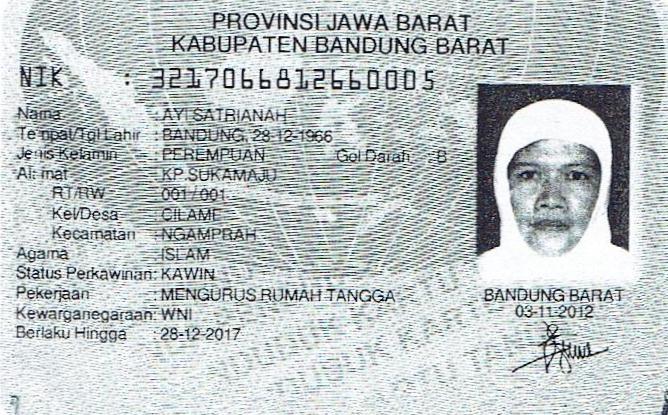 PROVINSI JAWA BARAT
KABUPATEN BANDUNG BARAT
NIK : 3217066812660005
Nama : AYI SATRIANAH
Tempat/Tgl Lahir : BANDUNG, 28-12-1966
Jenis Kelamin : PEREMPUAN Gol Darah : B
Alamat : KP.SUKAMAJU
RT/RW : 001/001
Kel/Desa : CILAME
Kecamatan : NGAMPRAH
Agama : ISLAM
Status Perkawinan: KAWIN
Pekerjaan : MENGURUS RUMAH TANGGA
Kewarganegaraan: WNI
Berlaku Hingga : 28-12-2017
BANDUNG BARAT
03-11-2012